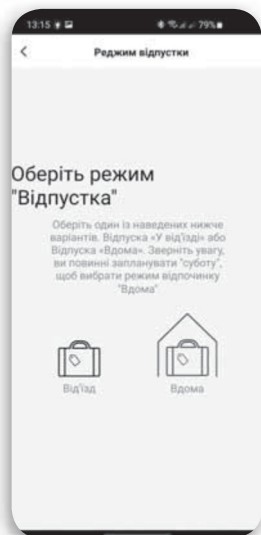 13:15
79%
Реджим відпустки
Оберіть режим
"Відпустка"
Оберіть один із наведених нижче
варіантів. Відпуска «У від'їзді» або
Відпуска «Вдома». Зверніть увагу,
ви повинні запланувати "суботу",
щоб вибрати режим відпочинку
"Вдома"
Від'їзд
Вдома